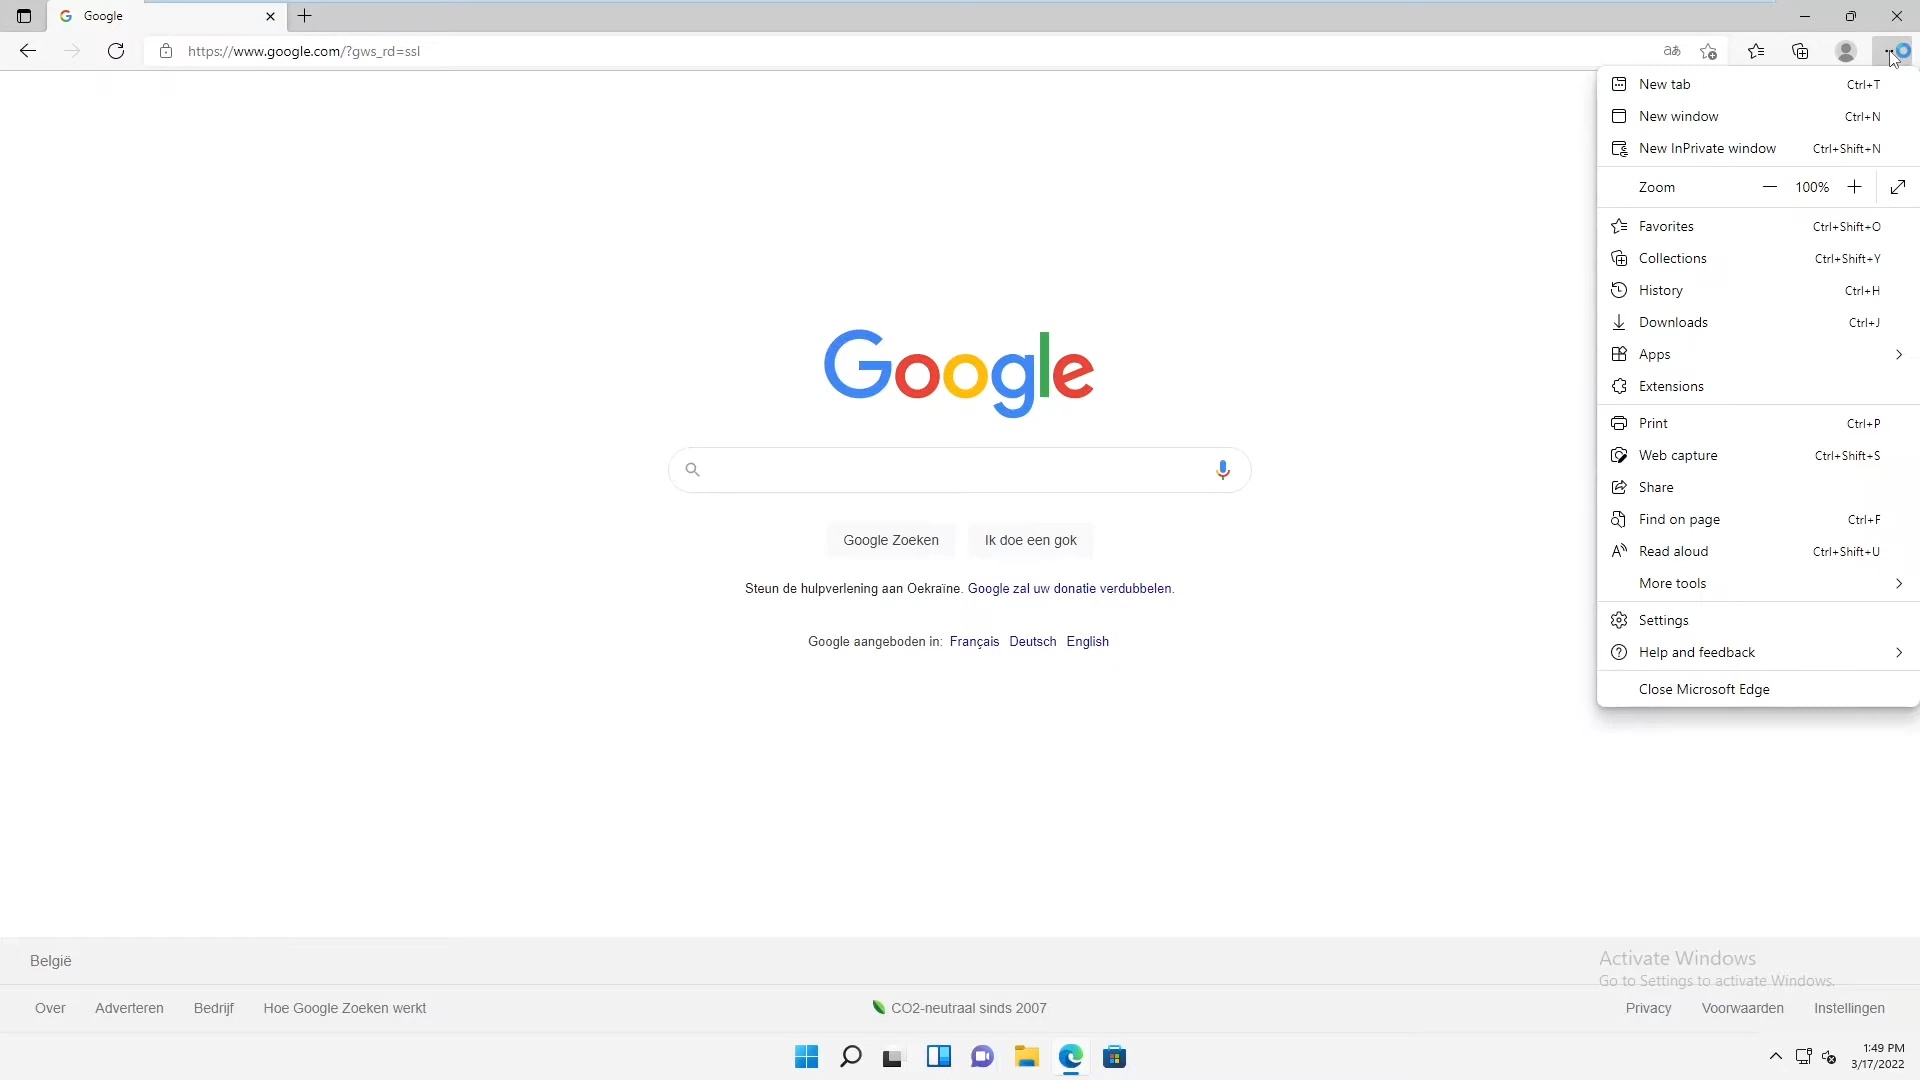 Google
https://www.google.com/?gws_rd=ssl
aあ
New tab Ctrl+T
New window Ctrl+N
New InPrivate window Ctrl+Shift+N
Zoom 100%
Favorites Ctrl+Shift+O
Collections Ctrl+Shift+Y
History Ctrl+H
Downloads Ctrl+J
Apps
Extensions
Print Ctrl+P
Web capture Ctrl+Shift+S
Share
Find on page Ctrl+F
Read aloud Ctrl+Shift+U
More tools
Settings
Help and feedback
Close Microsoft Edge
Google
Google Zoeken Ik doe een gok
Steun de hulpverlening aan Oekraïne. Google zal uw donatie verdubbelen.
Google aangeboden in: Français Deutsch English
België
Activate Windows
Go to Settings to activate Windows.
Over Adverteren Bedrijf Hoe Google Zoeken werkt CO2-neutraal sinds 2007 Privacy Voorwaarden Instellingen
1:49 PM
3/17/2022